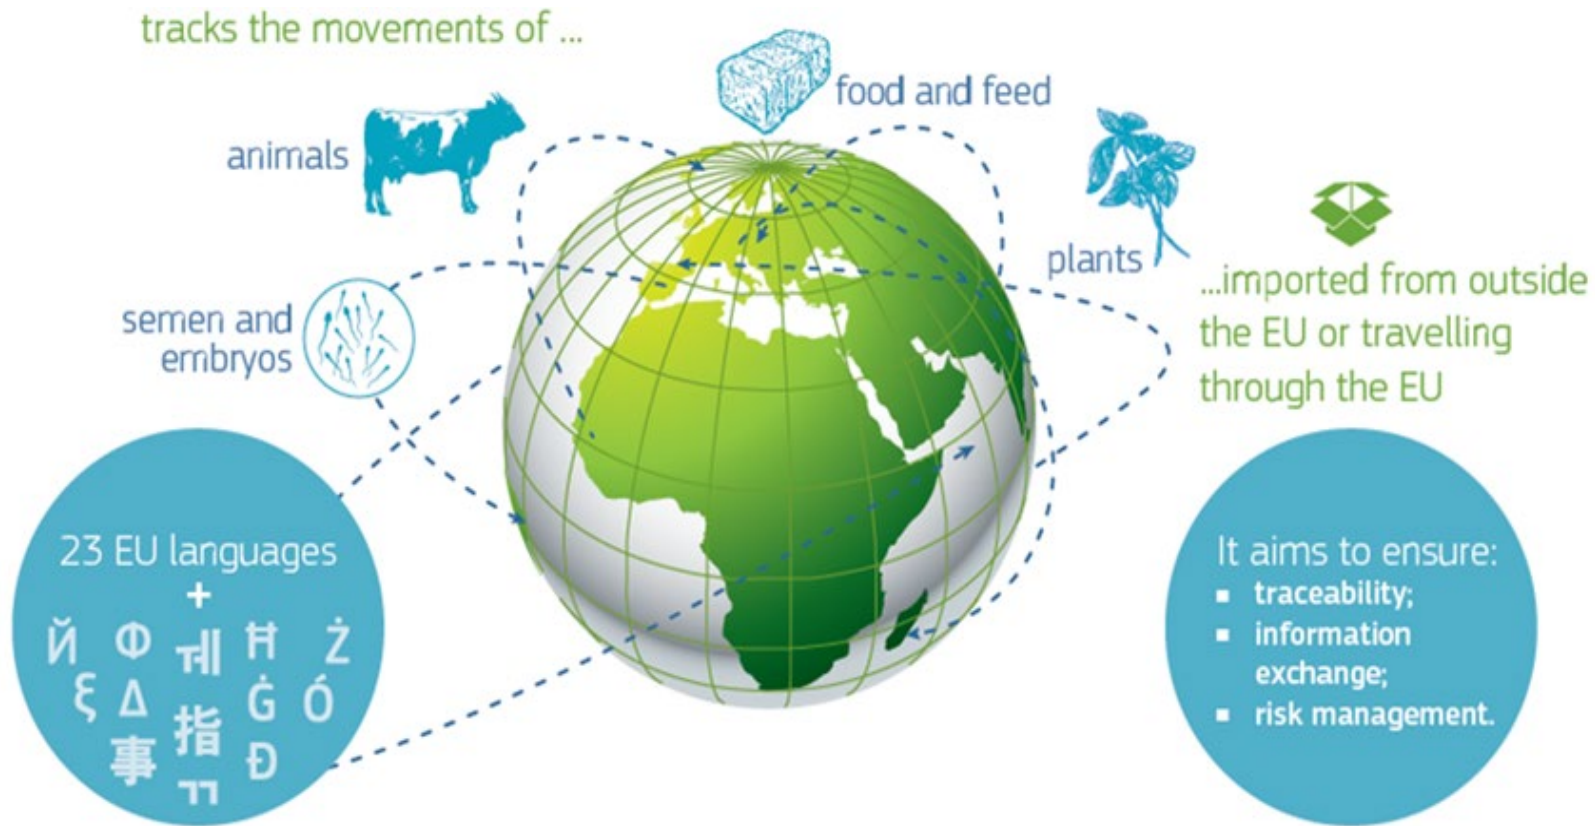 tracks the movements of ...
food and feed
animals
plants
...imported from outside
the EU or travelling
through the EU
semen and
embryos
23 EU languages
+
Й Ф 게 Ħ Ż
ξ Δ 指 Ġ Ó
事 ㄲ Đ
It aims to ensure:
▪ traceability;
▪ information
exchange;
▪ risk management.